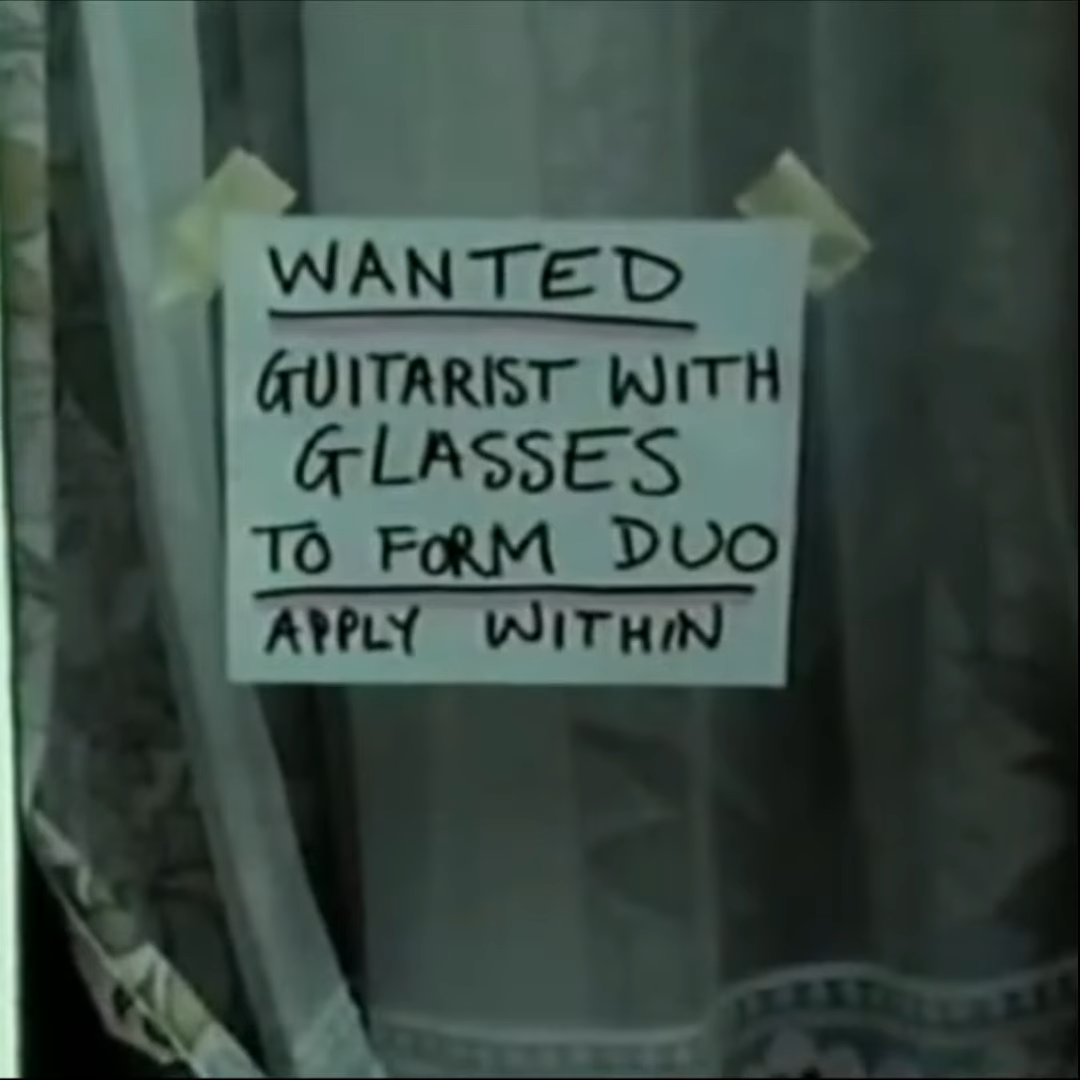 WANTED
GUITARIST WITH
GLASSES
TO FORM DUO
APPLY WITHIN